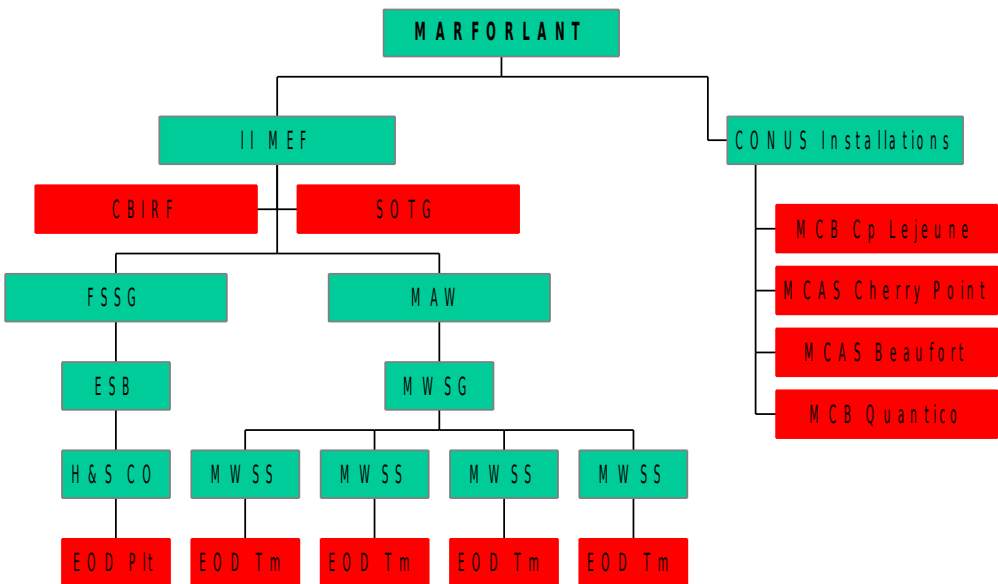 MARFORLANT
II MEF
CONUS Installations
CBIRF
SOTG
MCB Cp Lejeune
FSSG
MAW
MCAS Cherry Point
MCAS Beaufort
ESB
MWSG
MCB Quantico
H&S CO
MWSS
MWSS
MWSS
MWSS
EOD Plt
EOD Tm
EOD Tm
EOD Tm
EOD Tm